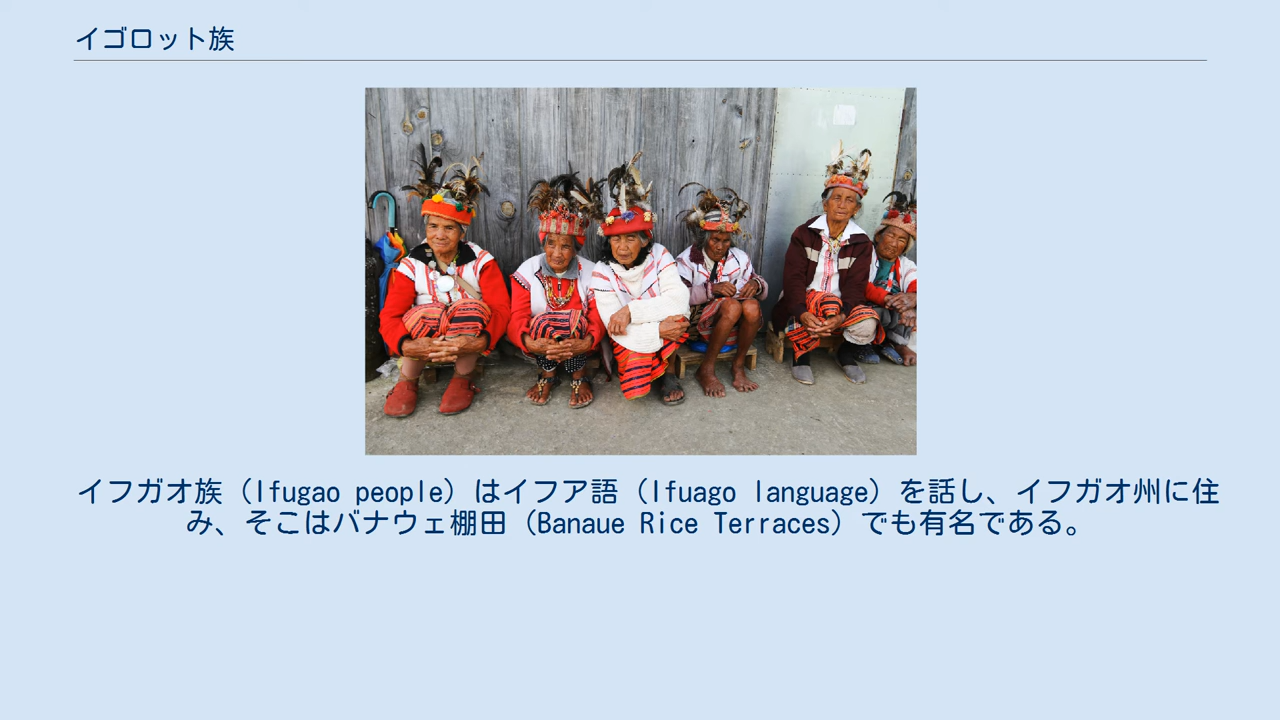 イゴロット族
イフガオ族（Ifugao people）はイフア語（Ifuago language）を話し、イフガオ州に住
み、そこはバナウェ棚田（Banaue Rice Terraces）でも有名である。